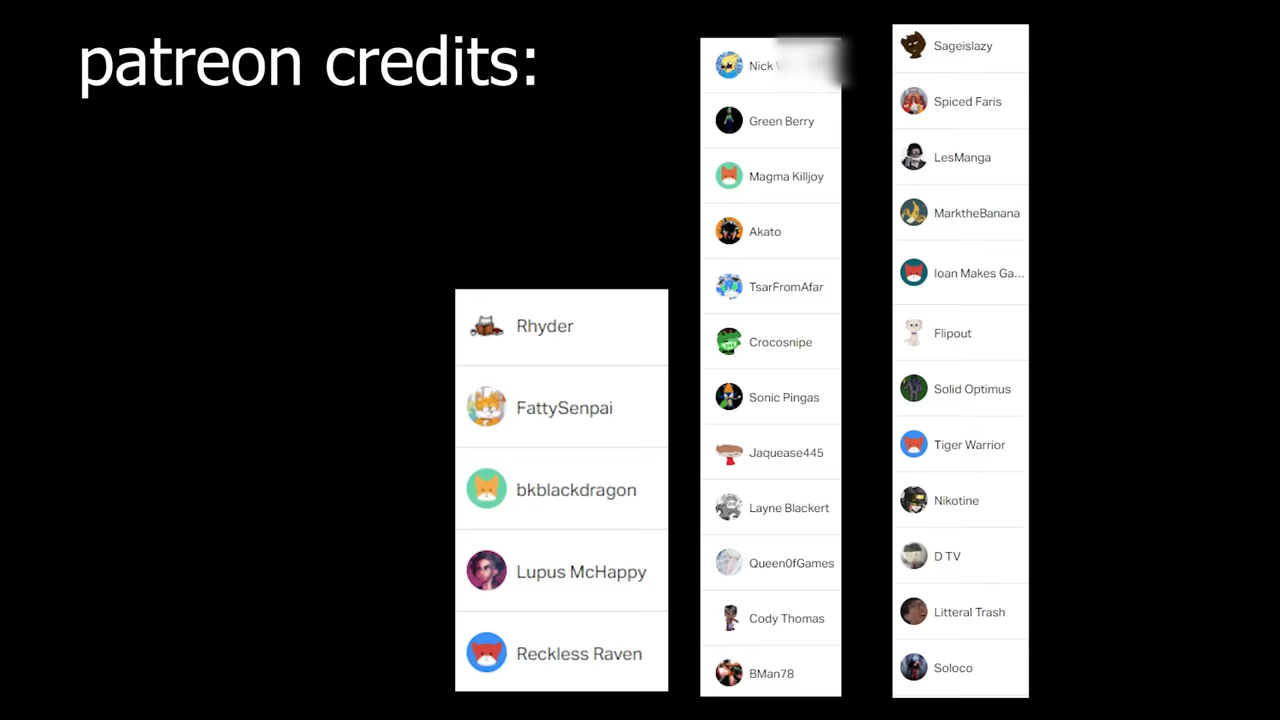 patreon credits:
Rhyder
FattySenpai
bkblackdragon
Lupus McHappy
Reckless Raven
Nick
Green Berry
Magma Killjoy
Akato
TsarFromAfar
Crocosnipe
Sonic Pingas
Jaquease445
Layne Blackert
Queen0fGames
Cody Thomas
BMan78
Sageislazy
Spiced Faris
LesManga
MarktheBanana
Ioan Makes Ga...
Flipout
Solid Optimus
Tiger Warrior
Nikotine
D TV
Litteral Trash
Soloco